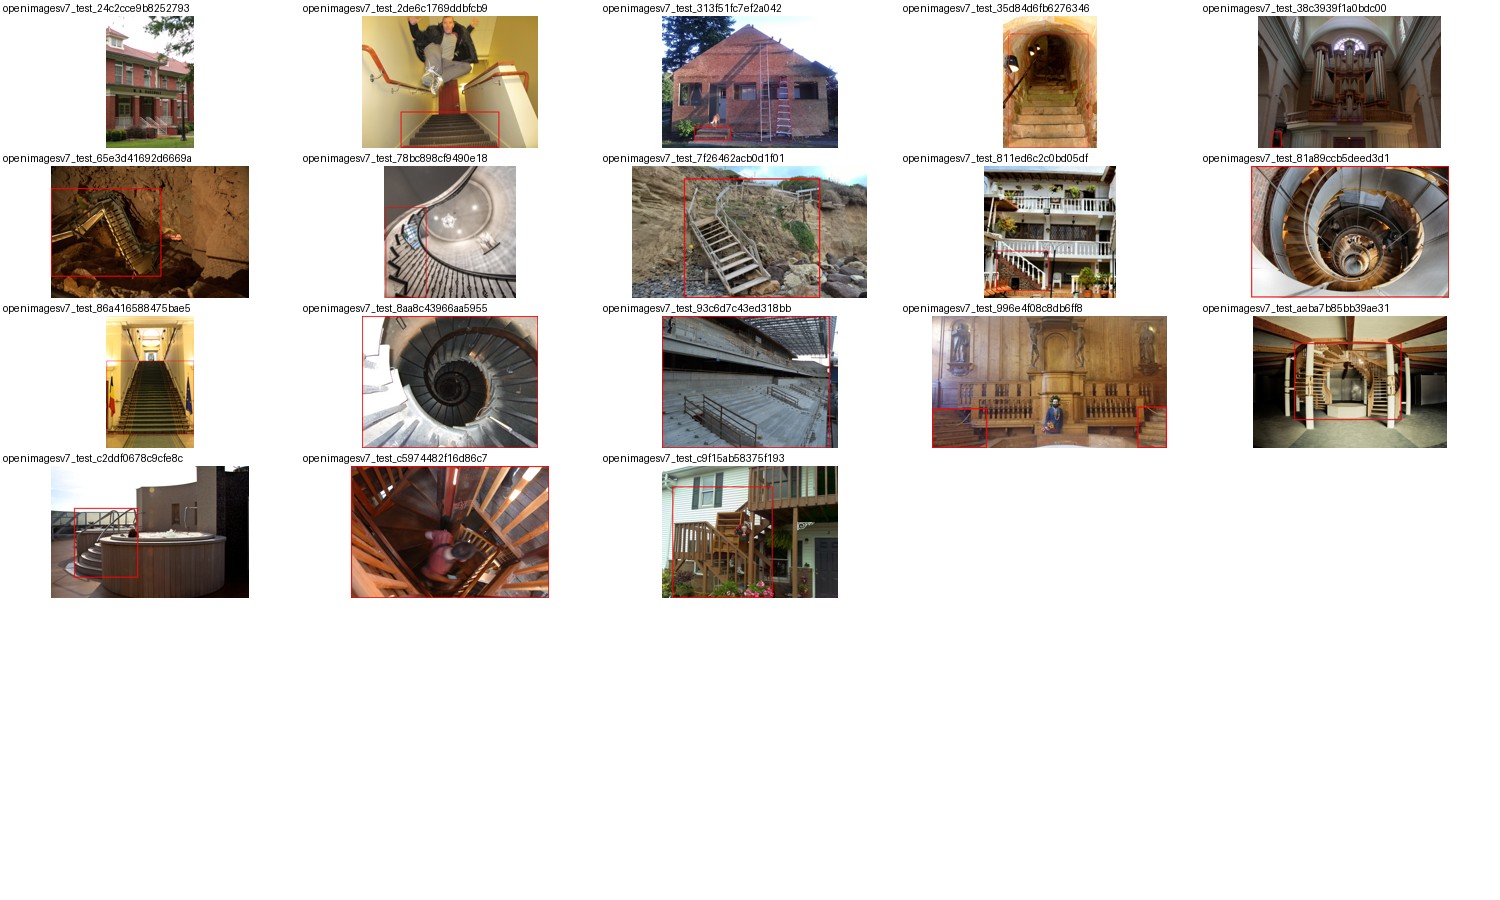 openimagesv7_test_24c2cce9b8252793
openimagesv7_test_2de6c1769ddbfcb9
openimagesv7_test_313f51fc7ef2a042
openimagesv7_test_35d84d6fb6276346
openimagesv7_test_38c3939f1a0bdc00
openimagesv7_test_65e3d41692d6669a
openimagesv7_test_78bc898cf9490e18
openimagesv7_test_7f26462acb0d1f01
openimagesv7_test_811ed6c2c0bd05df
openimagesv7_test_81a89ccb5deed3d1
openimagesv7_test_86a416588475bae5
openimagesv7_test_8aa8c43966aa5955
openimagesv7_test_93c6d7c43ed318bb
openimagesv7_test_996e4f08c8db6ff8
openimagesv7_test_aeba7b85bb39ae31
openimagesv7_test_c2ddf0678c9cfe8c
openimagesv7_test_c5974482f16d86c7
openimagesv7_test_c9f15ab58375f193